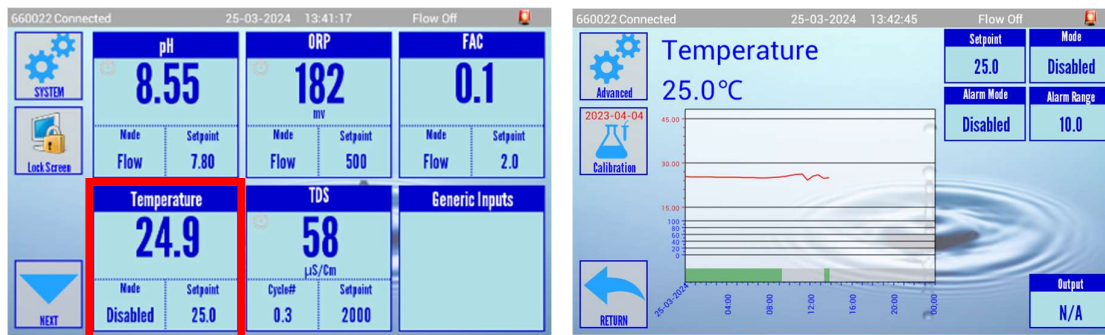 660022 Connected 25-03-2024 13:41:17 Flow Off
SYSTEM
Lock Screen
NEXT
pH
8.55
Mode Setpoint
Flow 7.80
ORP
182
mv
Mode Setpoint
Flow 500
FAC
0.1
Mode Setpoint
Flow 2.0
Temperature
24.9
Mode Setpoint
Disabled 25.0
TDS
58
µS/Cm
Cycle# Setpoint
0.3 2000
Generic Inputs
660022 Connected 25-03-2024 13:42:45 Flow Off
Advanced
2023-04-04
Calibration
RETURN
Temperature
25.0°C
Setpoint
25.0
Mode
Disabled
Alarm Mode
Disabled
Alarm Range
10.0
45.00
30.00
15.00
100
80
60
40
20
0
25-03-2024 04:00 08:00 12:00 16:00 20:00 00:00
Output
N/A